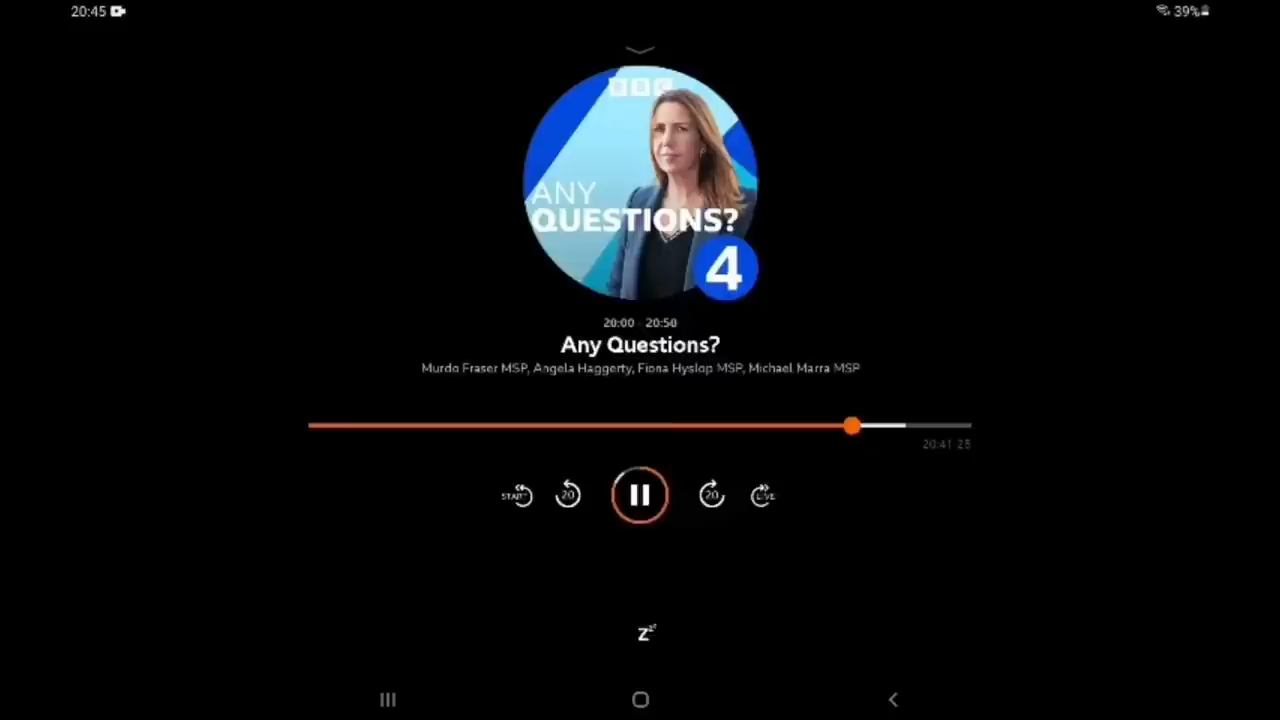 20:45
39%
BBC
ANY
QUESTIONS?
4
20:00 - 20:50
Any Questions?
Murdo Fraser MSP, Angela Haggerty, Fiona Hyslop MSP, Michael Marra MSP
20:41:25
START
20
20
LIVE
zzz